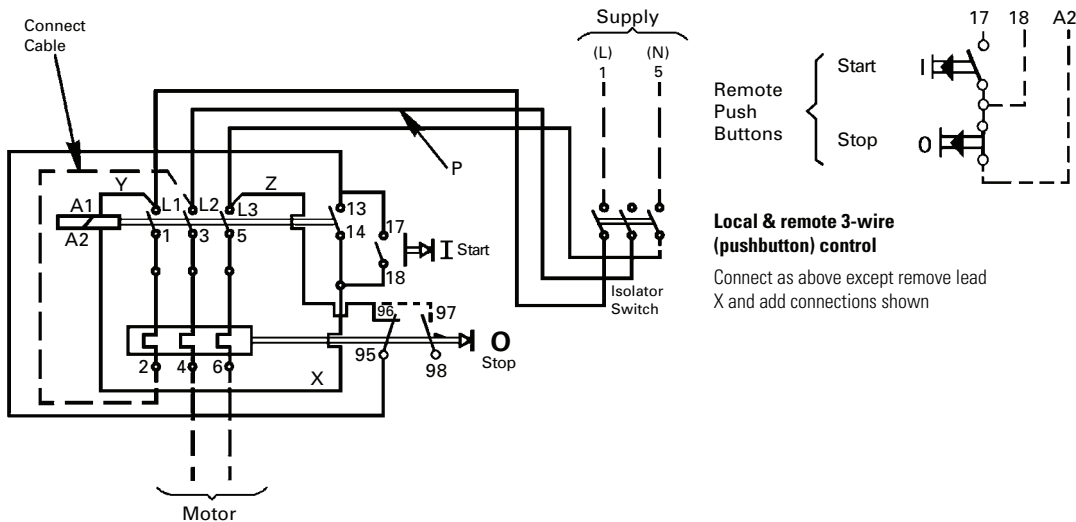 Connect
Cable
Supply
(L) (N)
1 5
P
Y Z
A1 L1 L2 L3 13
A2 1 3 5 14
17
18
I Start
Isolator
Switch
96 97
95 98
O
Stop
2 4 6
X
Motor
17 18 A2
Remote
Push
Buttons
Start I
Stop O
Local & remote 3-wire
(pushbutton) control
Connect as above except remove lead
X and add connections shown